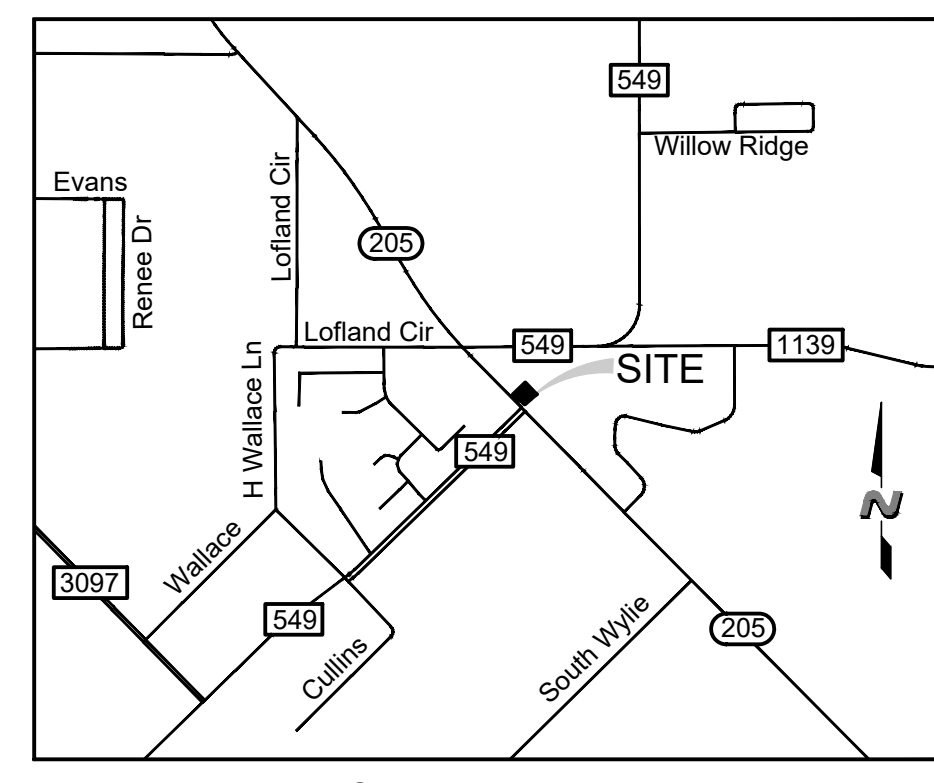 549
Willow Ridge
Evans
Lofland Cir
Renee Dr
205
Lofland Cir
549
1139
SITE
H Wallace Ln
549
N
Wallace
3097
549
Cullins
South Wylie
205